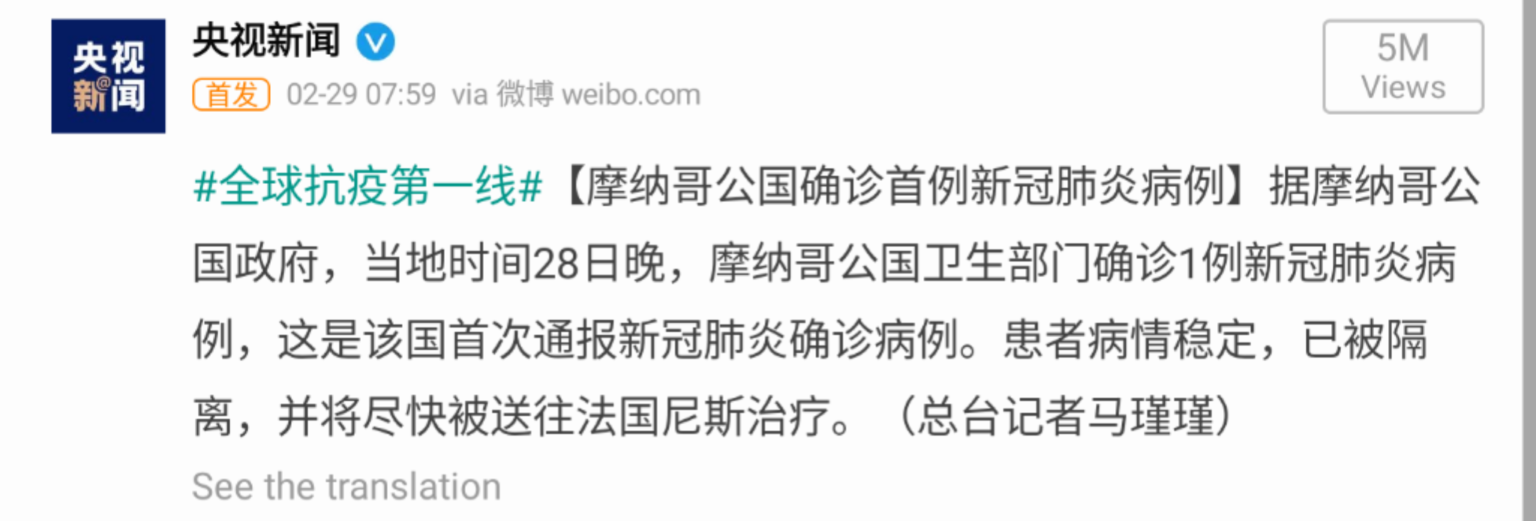 央视
新@闻
央视新闻
首发 02-29 07:59 via 微博 weibo.com
5M
Views
#全球抗疫第一线#【摩纳哥公国确诊首例新冠肺炎病例】据摩纳哥公
国政府，当地时间28日晚，摩纳哥公国卫生部门确诊1例新冠肺炎病
例，这是该国首次通报新冠肺炎确诊病例。患者病情稳定，已被隔
离，并将尽快被送往法国尼斯治疗。（总台记者马瑾瑾）
See the translation